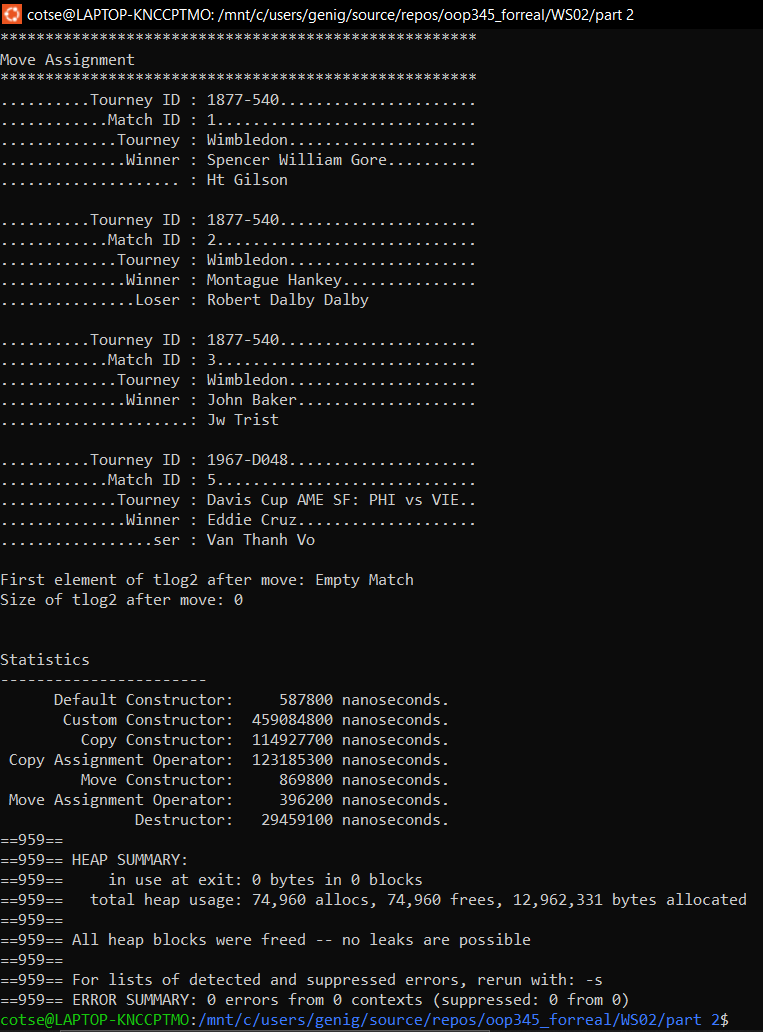 cotse@LAPTOP-KNCCPTMO: /mnt/c/users/genig/source/repos/oop345_forreal/WS02/part 2
*****************************************************
Move Assignment
*****************************************************
..........Tourney ID : 1877-540......................
............Match ID : 1.............................
.............Tourney : Wimbledon.....................
..............Winner : Spencer William Gore..........
.................... : Ht Gilson
..........Tourney ID : 1877-540......................
............Match ID : 2.............................
.............Tourney : Wimbledon.....................
..............Winner : Montague Hankey...............
...............Loser : Robert Dalby Dalby
..........Tourney ID : 1877-540......................
............Match ID : 3.............................
.............Tourney : Wimbledon.....................
..............Winner : John Baker....................
.....................: Jw Trist
..........Tourney ID : 1967-D048.....................
............Match ID : 5.............................
.............Tourney : Davis Cup AME SF: PHI vs VIE..
..............Winner : Eddie Cruz....................
.................ser : Van Thanh Vo
First element of tlog2 after move: Empty Match
Size of tlog2 after move: 0
Statistics
-----------------------
      Default Constructor:     587800 nanoseconds.
       Custom Constructor:  459084800 nanoseconds.
         Copy Constructor:  114927700 nanoseconds.
 Copy Assignment Operator:  123185300 nanoseconds.
         Move Constructor:     869800 nanoseconds.
 Move Assignment Operator:     396200 nanoseconds.
               Destructor:   29459100 nanoseconds.
==959==
==959== HEAP SUMMARY:
==959==     in use at exit: 0 bytes in 0 blocks
==959==   total heap usage: 74,960 allocs, 74,960 frees, 12,962,331 bytes allocated
==959==
==959== All heap blocks were freed -- no leaks are possible
==959==
==959== For lists of detected and suppressed errors, rerun with: -s
==959== ERROR SUMMARY: 0 errors from 0 contexts (suppressed: 0 from 0)
cotse@LAPTOP-KNCCPTMO:/mnt/c/users/genig/source/repos/oop345_forreal/WS02/part 2$